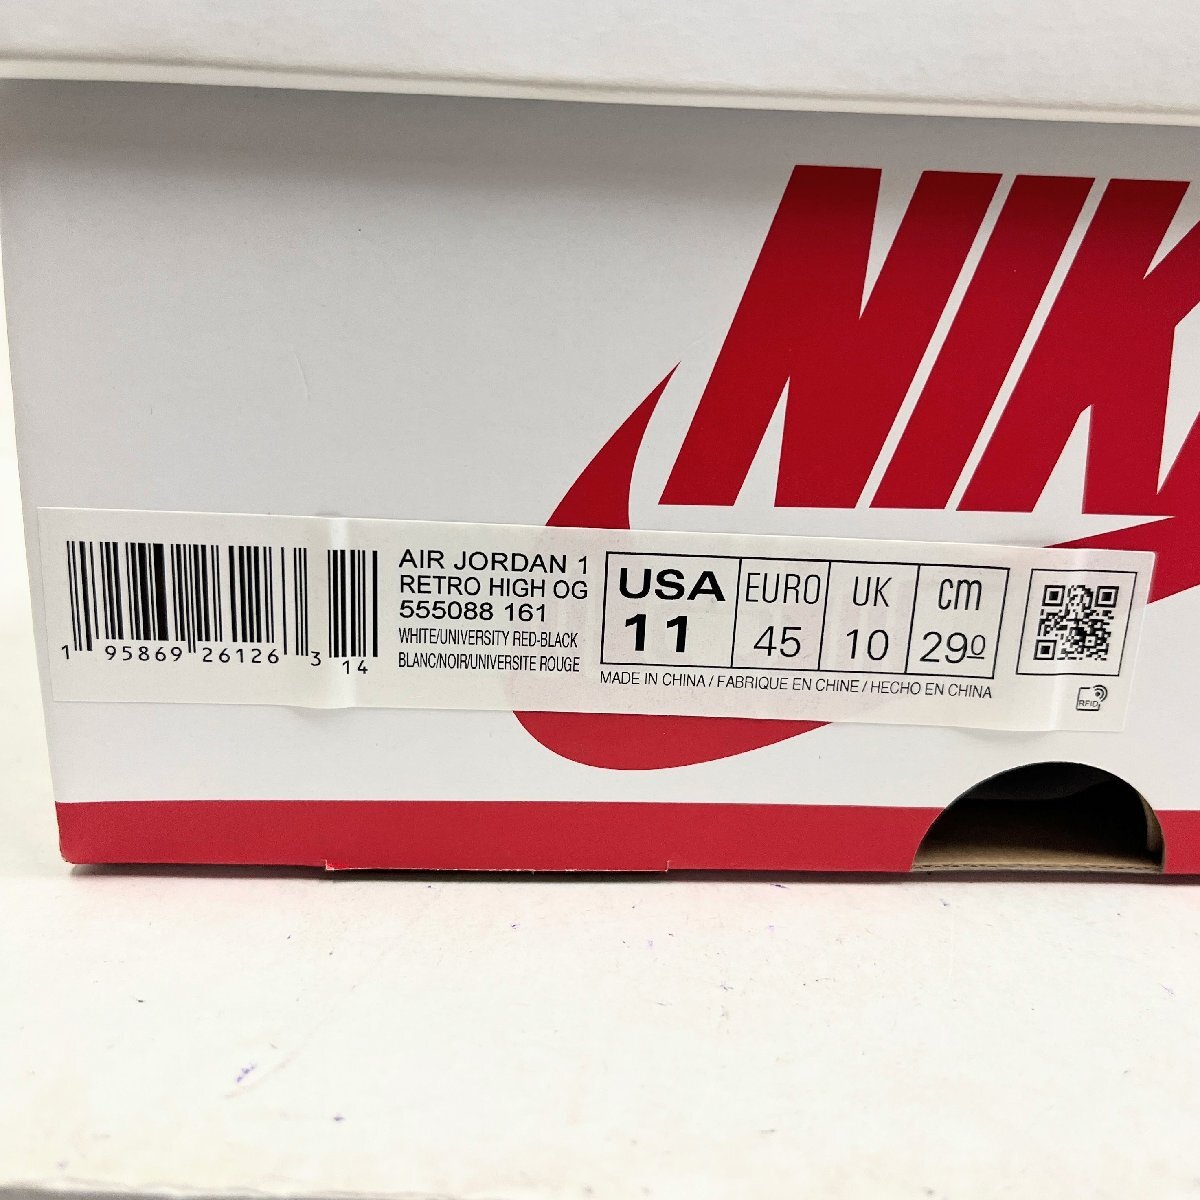 NIK
AIR JORDAN 1
RETRO HIGH OG
555088 161
WHITE/UNIVERSITY RED-BLACK
BLANC/NOIR/UNIVERSITE ROUGE
1 95869 26126 3 14
USA EURO UK cm
11 45 10 290
MADE IN CHINA / FABRIQUE EN CHINE / HECHO EN CHINA
RFID